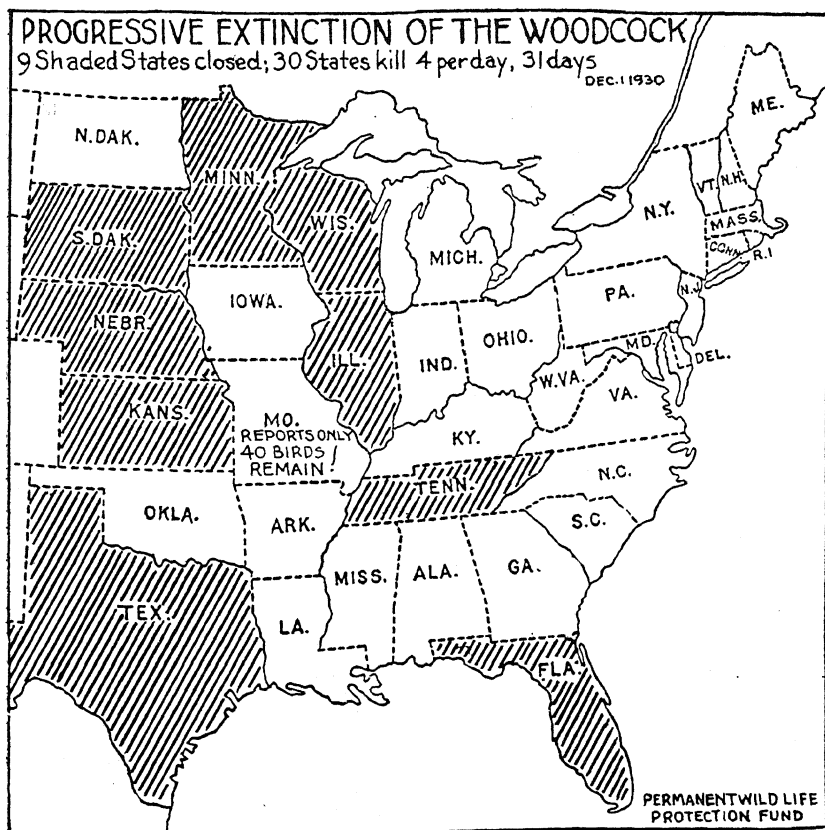 PROGRESSIVE EXTINCTION OF THE WOODCOCK
9 Shaded States closed; 30 States kill 4 per day, 31 days
DEC. 1 1930
ME.
N.DAK.
MINN.
VT.
N.H.
WIS.
N.Y.
MASS.
S.DAK.
CONN.
R.I
MICH.
IOWA.
PA.
N.J.
NEBR.
OHIO.
MD.
DEL.
ILL.
IND.
W.VA.
VA.
KANS.
MO.
REPORTS ONLY
40 BIRDS
REMAIN!
KY.
N.C.
TENN.
OKLA.
ARK.
S.C.
MISS.
ALA.
GA.
TEX.
LA.
FLA.
PERMANENT WILD LIFE
PROTECTION FUND